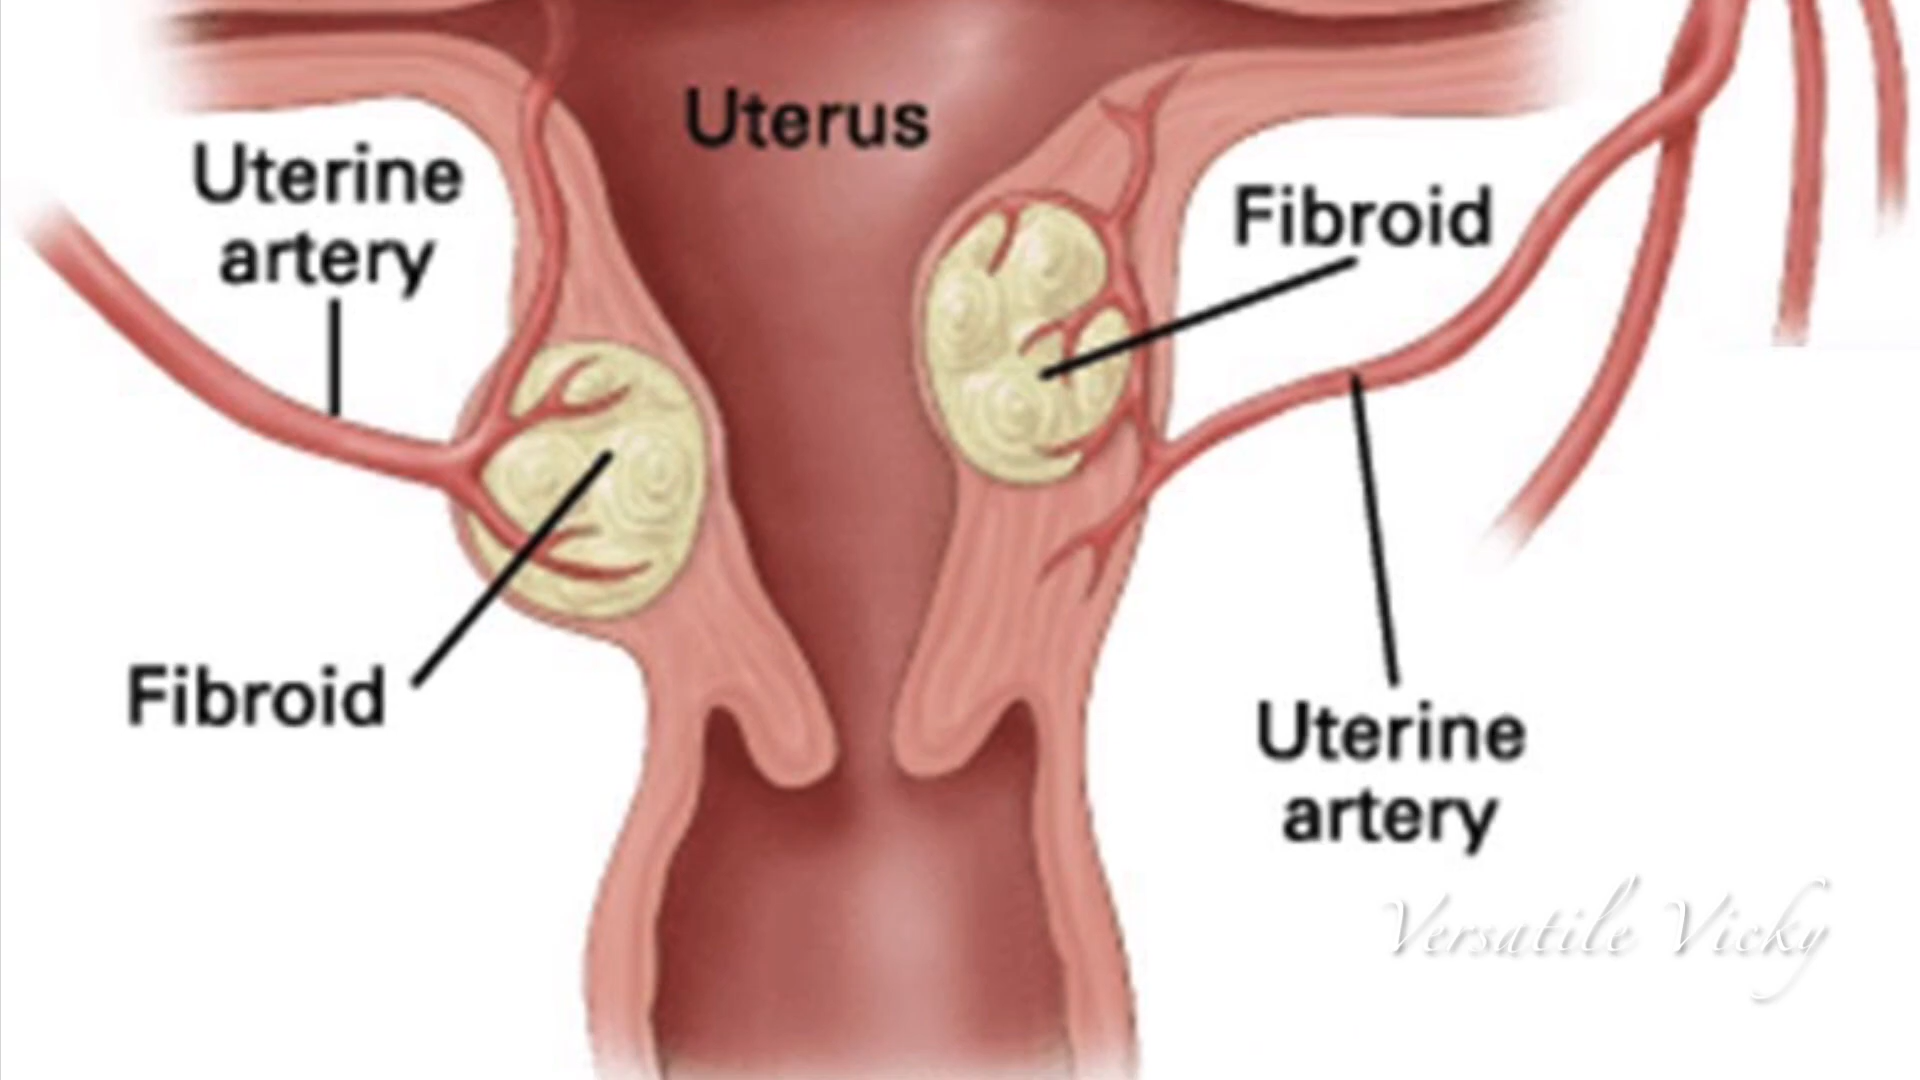 Uterus
Uterine
artery
Fibroid
Fibroid
Uterine
artery
Versatile Vicky